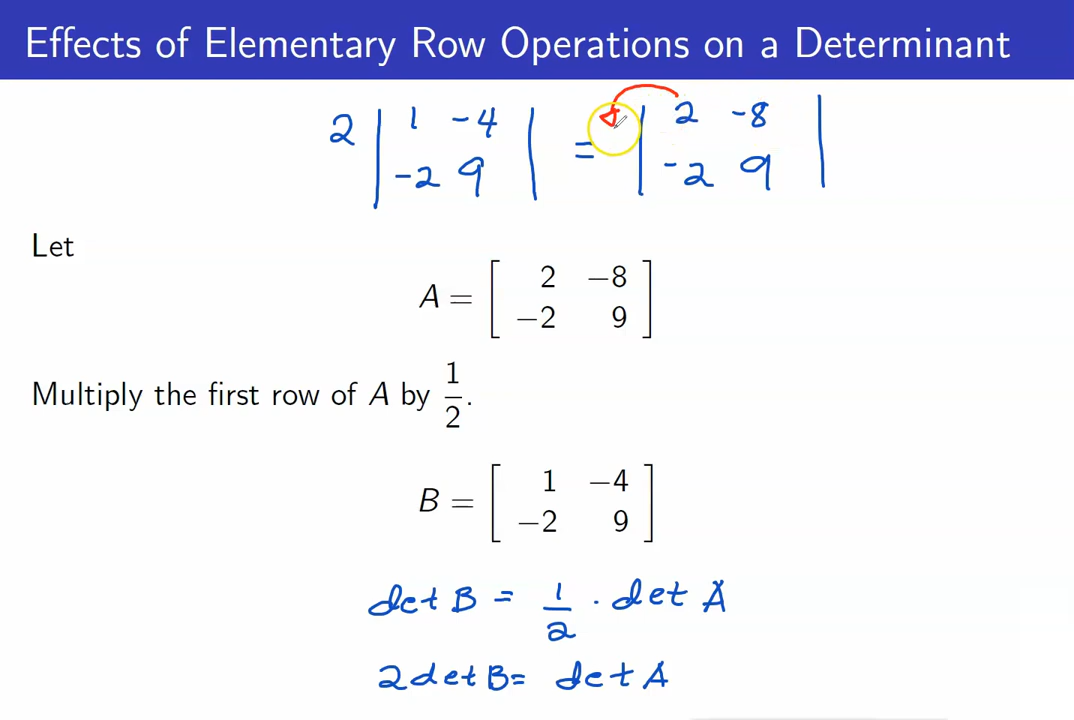 Effects of Elementary Row Operations on a Determinant
2 | 1 -4 | = | 2 -8 |
| -2 9 | | -2 9 |
Let
A = [ 2 −8 ]
[ −2 9 ]
Multiply the first row of A by 1/2.
B = [ 1 −4 ]
[ −2 9 ]
det B = 1/2 · det A
2 det B = det A